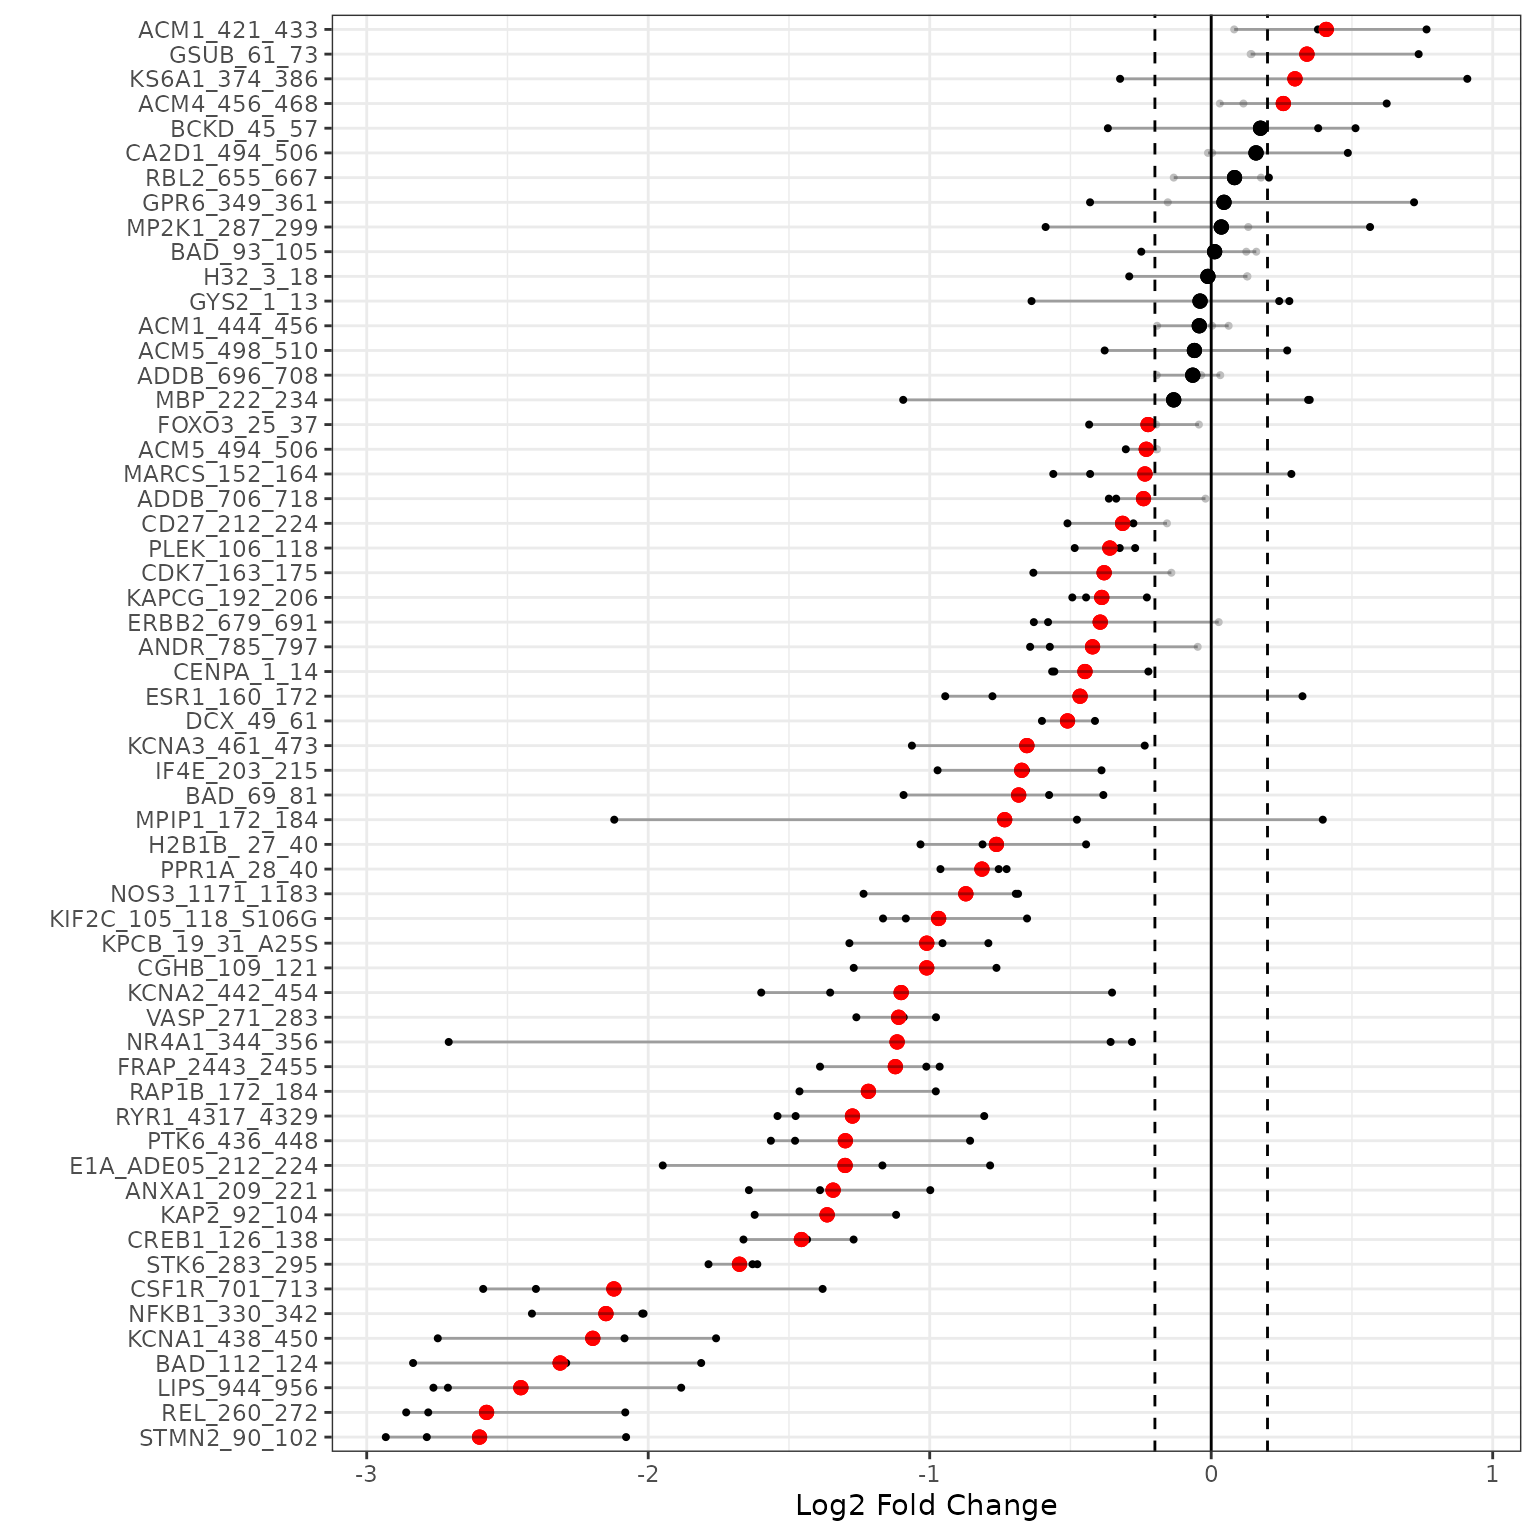 ACM1_421_433
GSUB_61_73
KS6A1_374_386
ACM4_456_468
BCKD_45_57
CA2D1_494_506
RBL2_655_667
GPR6_349_361
MP2K1_287_299
BAD_93_105
H32_3_18
GYS2_1_13
ACM1_444_456
ACM5_498_510
ADDB_696_708
MBP_222_234
FOXO3_25_37
ACM5_494_506
MARCS_152_164
ADDB_706_718
CD27_212_224
PLEK_106_118
CDK7_163_175
KAPCG_192_206
ERBB2_679_691
ANDR_785_797
CENPA_1_14
ESR1_160_172
DCX_49_61
KCNA3_461_473
IF4E_203_215
BAD_69_81
MPIP1_172_184
H2B1B_ 27_40
PPR1A_28_40
NOS3_1171_1183
KIF2C_105_118_S106G
KPCB_19_31_A25S
CGHB_109_121
KCNA2_442_454
VASP_271_283
NR4A1_344_356
FRAP_2443_2455
RAP1B_172_184
RYR1_4317_4329
PTK6_436_448
E1A_ADE05_212_224
ANXA1_209_221
KAP2_92_104
CREB1_126_138
STK6_283_295
CSF1R_701_713
NFKB1_330_342
KCNA1_438_450
BAD_112_124
LIPS_944_956
REL_260_272
STMN2_90_102
-3 -2 -1 0 1
Log2 Fold Change